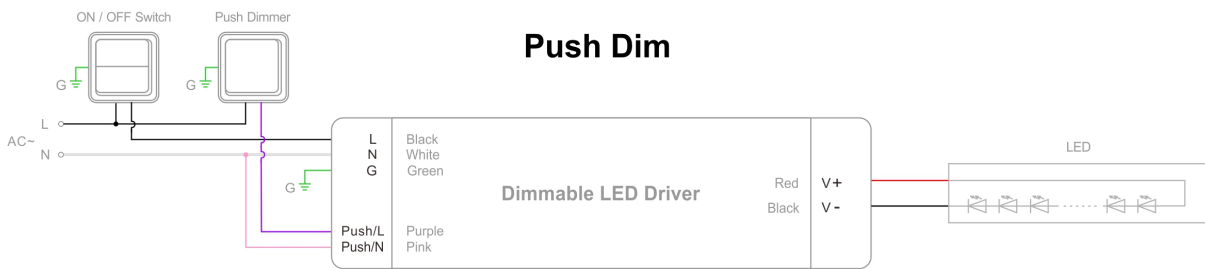 ON / OFF Switch
Push Dimmer
Push Dim
G
G
L
AC~
N
L Black
N White
G Green
G
Dimmable LED Driver
Push/L Purple
Push/N Pink
Red V+
Black V-
LED